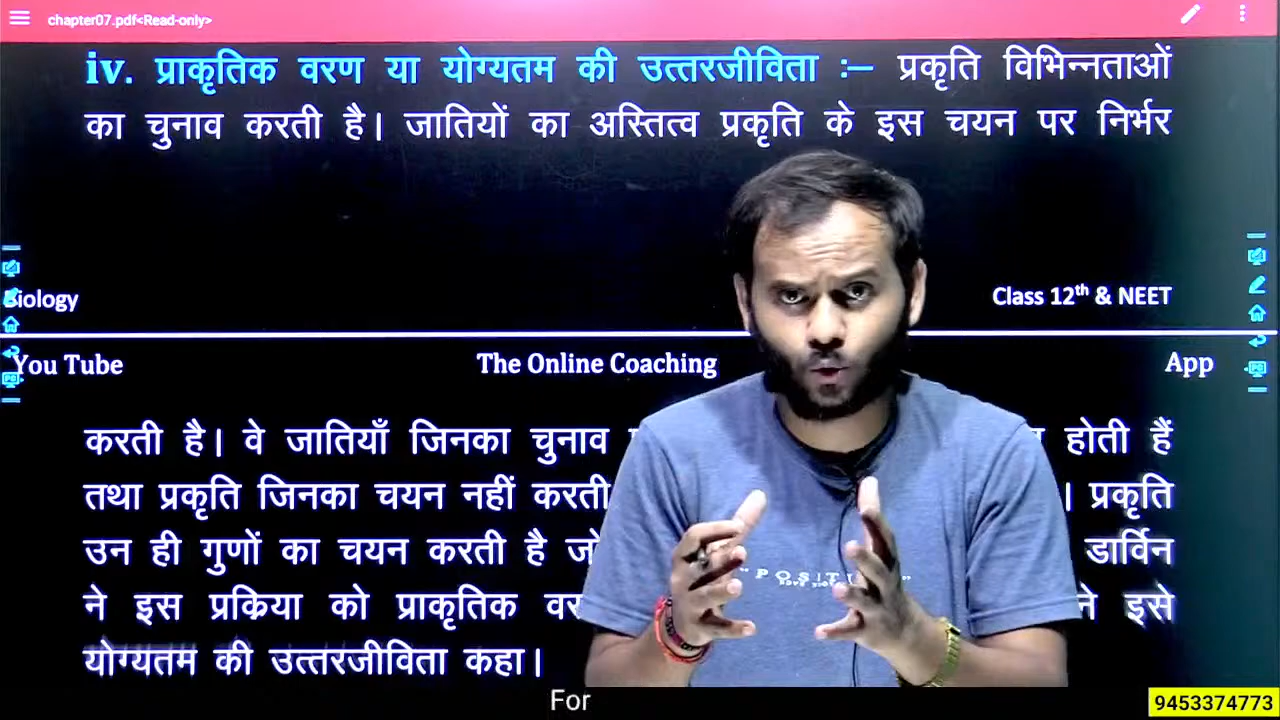 chapter07.pdf<Read-only>
iv. प्राकृतिक वरण या योग्यतम की उत्तरजीविता :– प्रकृति विभिन्नताओं
का चुनाव करती है। जातियों का अस्तित्व प्रकृति के इस चयन पर निर्भर
Biology
Class 12th & NEET
You Tube
The Online Coaching
App
करती है। वे जातियाँ जिनका चुनाव होती हैं
तथा प्रकृति जिनका चयन नहीं करती । प्रकृति
उन ही गुणों का चयन करती है जो डार्विन
ने इस प्रक्रिया को प्राकृतिक ने इसे
"POSITI
योग्यतम की उत्तरजीविता कहा।
For
9453374773